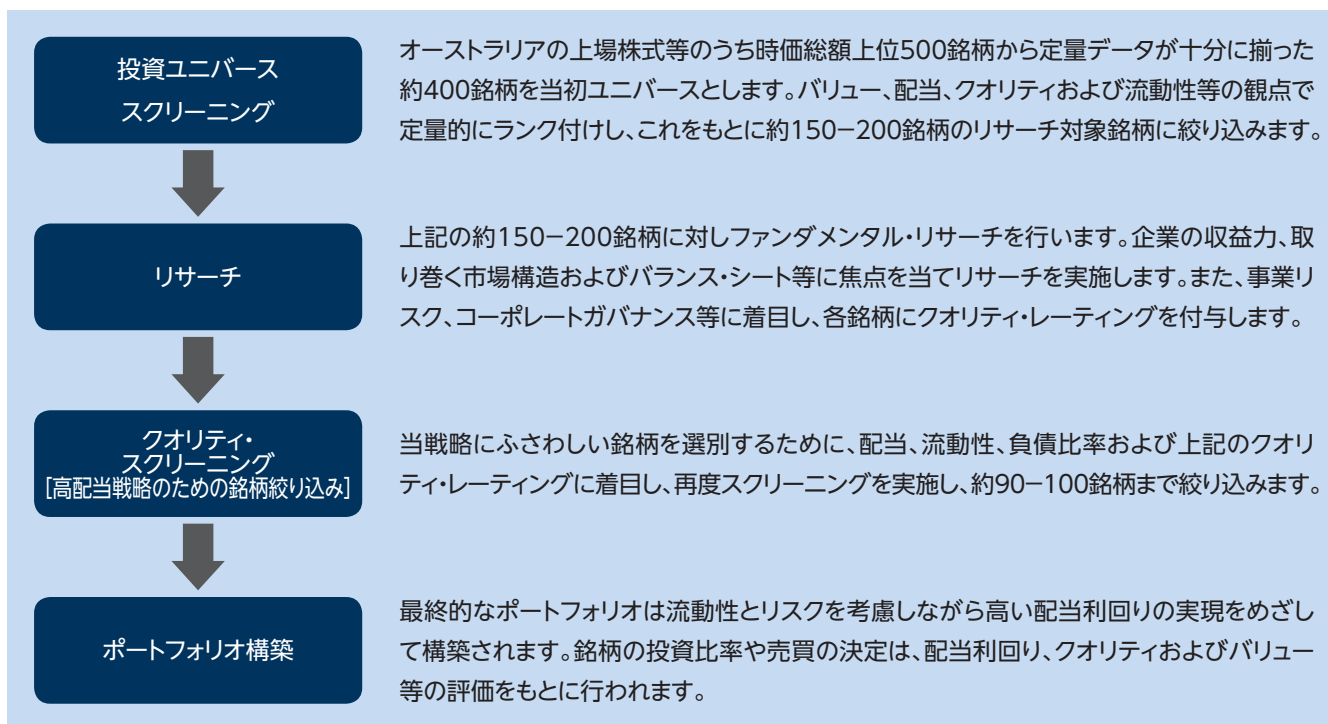 投資ユニバース
スクリーニング
オーストラリアの上場株式等のうち時価総額上位500銘柄から定量データが十分に揃った
約400銘柄を当初ユニバースとします。バリュー、配当、クオリティおよび流動性等の観点で
定量的にランク付けし、これをもとに約150−200銘柄のリサーチ対象銘柄に絞り込みます。
リサーチ
上記の約150−200銘柄に対しファンダメンタル・リサーチを行います。企業の収益力、取
り巻く市場構造およびバランス・シート等に焦点を当てリサーチを実施します。また、事業リ
スク、コーポレートガバナンス等に着目し、各銘柄にクオリティ・レーティングを付与します。
クオリティ・
スクリーニング
[高配当戦略のための銘柄絞り込み]
当戦略にふさわしい銘柄を選別するために、配当、流動性、負債比率および上記のクオリ
ティ・レーティングに着目し、再度スクリーニングを実施し、約90−100銘柄まで絞り込みます。
ポートフォリオ構築
最終的なポートフォリオは流動性とリスクを考慮しながら高い配当利回りの実現をめざし
て構築されます。銘柄の投資比率や売買の決定は、配当利回り、クオリティおよびバリュー
等の評価をもとに行われます。